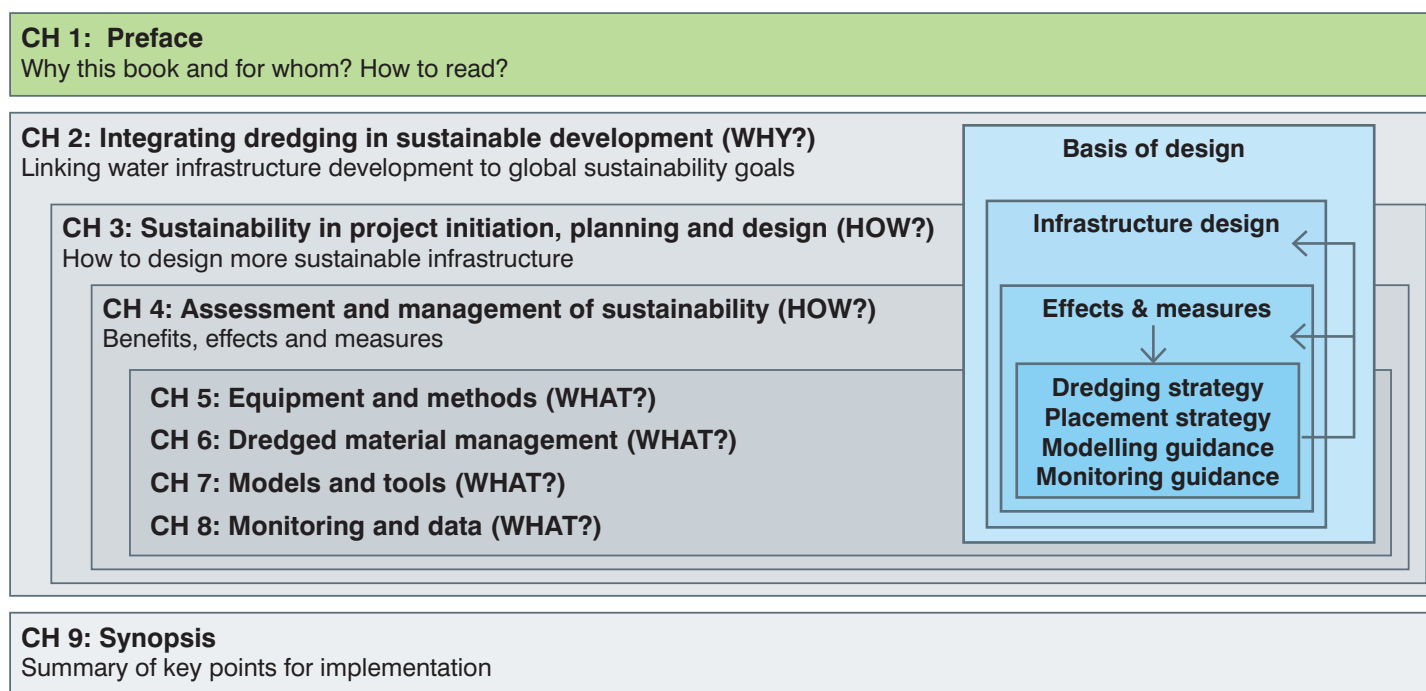 CH 1: Preface
Why this book and for whom? How to read?
CH 2: Integrating dredging in sustainable development (WHY?)
Linking water infrastructure development to global sustainability goals
CH 3: Sustainability in project initiation, planning and design (HOW?)
How to design more sustainable infrastructure
CH 4: Assessment and management of sustainability (HOW?)
Benefits, effects and measures
CH 5: Equipment and methods (WHAT?)
CH 6: Dredged material management (WHAT?)
CH 7: Models and tools (WHAT?)
CH 8: Monitoring and data (WHAT?)
Basis of design
Infrastructure design
Effects & measures
Dredging strategy
Placement strategy
Modelling guidance
Monitoring guidance
CH 9: Synopsis
Summary of key points for implementation